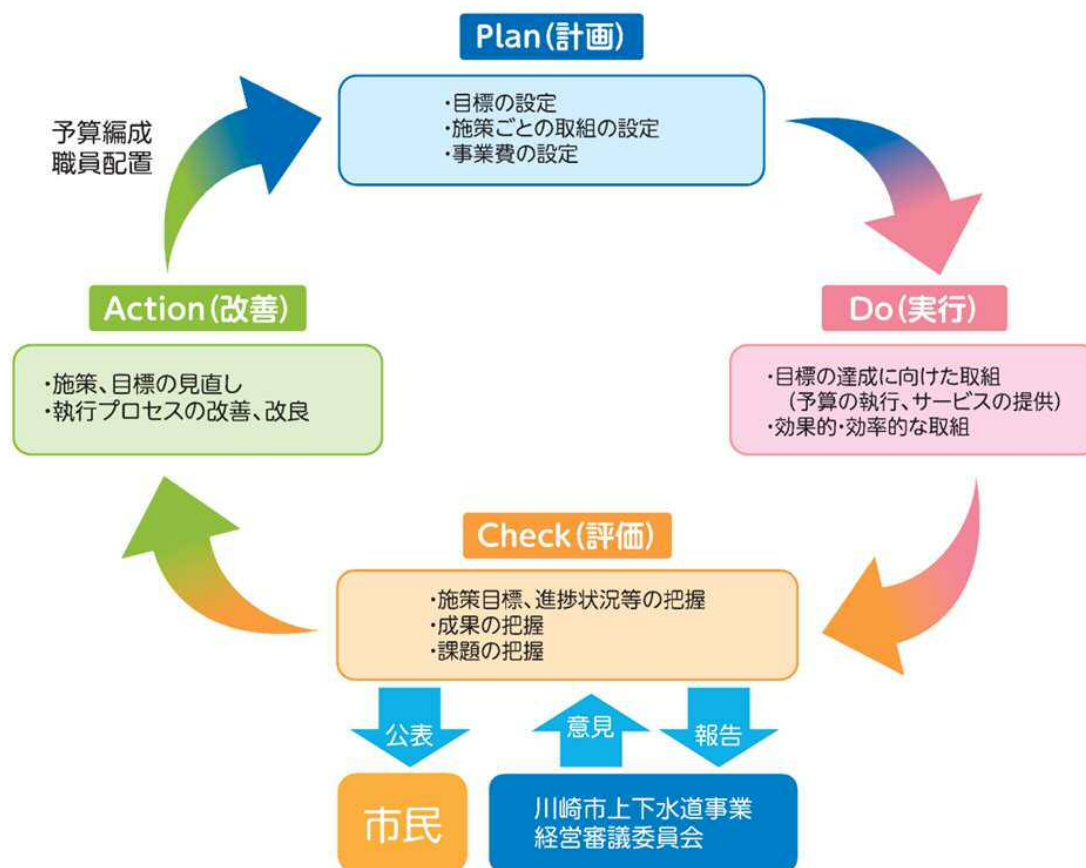 Plan(計画)
・目標の設定
・施策ごとの取組の設定
・事業費の設定
予算編成
職員配置
Action(改善)
・施策、目標の見直し
・執行プロセスの改善、改良
Do(実行)
・目標の達成に向けた取組
(予算の執行、サービスの提供)
・効果的・効率的な取組
Check(評価)
・施策目標、進捗状況等の把握
・成果の把握
・課題の把握
公表
意見
報告
市民
川崎市上下水道事業
経営審議委員会